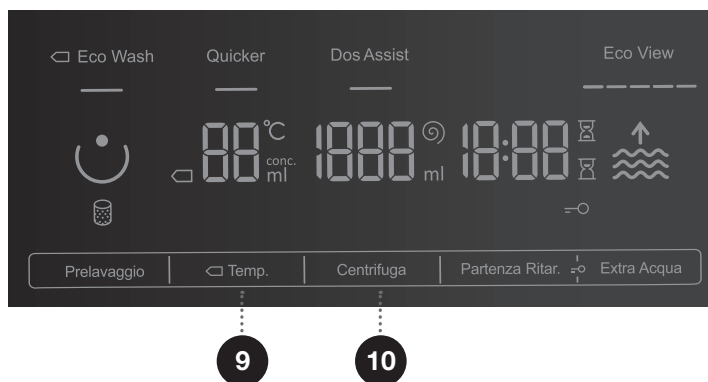 Eco Wash Quicker Dos Assist Eco View
88 °C 1888 18:88
conc.
ml ml
Prelavaggio Temp. Centrifuga Partenza Ritar. Extra Acqua
9 10